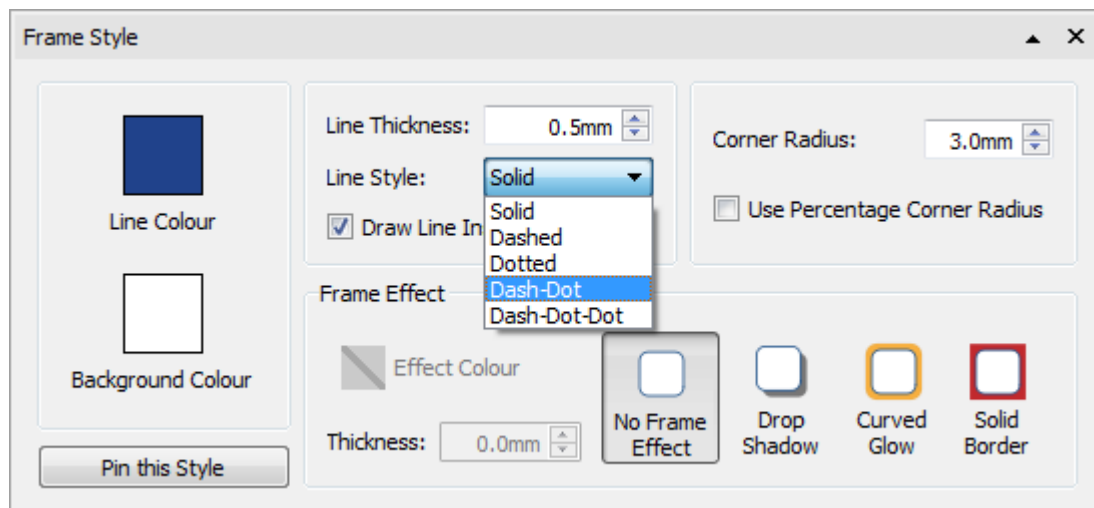 Frame Style
Line Colour
Background Colour
Pin this Style
Line Thickness: 0.5mm
Line Style: Solid
Solid
Dashed
Dotted
Dash-Dot
Dash-Dot-Dot
Draw Line In
Corner Radius: 3.0mm
Use Percentage Corner Radius
Frame Effect
Effect Colour
Thickness: 0.0mm
No Frame
Effect
Drop
Shadow
Curved
Glow
Solid
Border